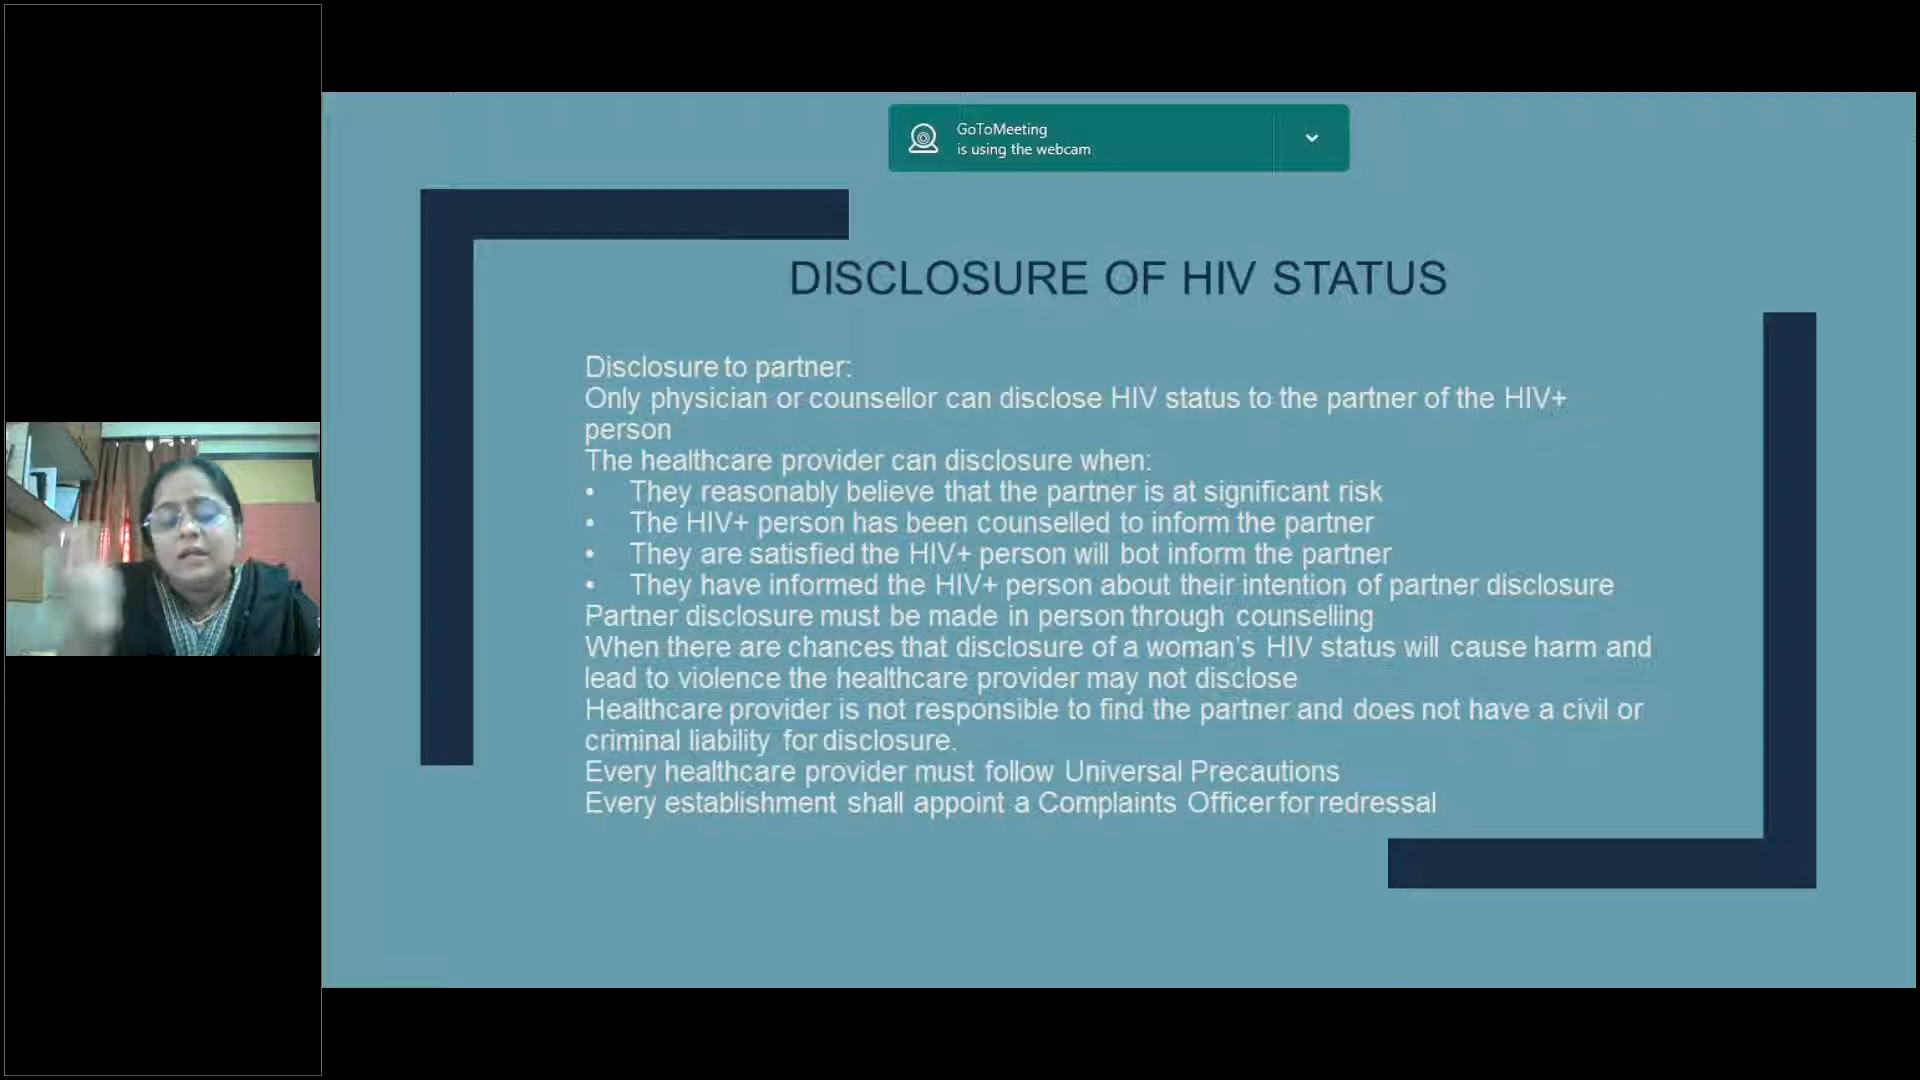 GoToMeeting
is using the webcam
DISCLOSURE OF HIV STATUS
Disclosure to partner:
Only physician or counsellor can disclose HIV status to the partner of the HIV+
person
The healthcare provider can disclosure when:
• They reasonably believe that the partner is at significant risk
• The HIV+ person has been counselled to inform the partner
• They are satisfied the HIV+ person will bot inform the partner
• They have informed the HIV+ person about their intention of partner disclosure
Partner disclosure must be made in person through counselling
When there are chances that disclosure of a woman's HIV status will cause harm and
lead to violence the healthcare provider may not disclose
Healthcare provider is not responsible to find the partner and does not have a civil or
criminal liability for disclosure.
Every healthcare provider must follow Universal Precautions
Every establishment shall appoint a Complaints Officer for redressal